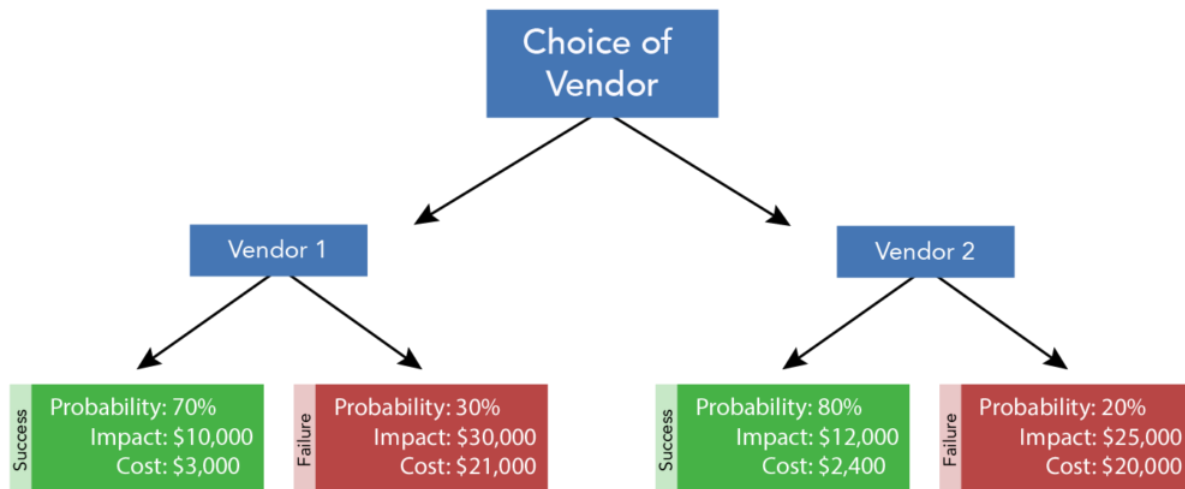 Choice of
Vendor
Vendor 1
Vendor 2
Success
Probability: 70%
Impact: $10,000
Cost: $3,000
Failure
Probability: 30%
Impact: $30,000
Cost: $21,000
Success
Probability: 80%
Impact: $12,000
Cost: $2,400
Failure
Probability: 20%
Impact: $25,000
Cost: $20,000